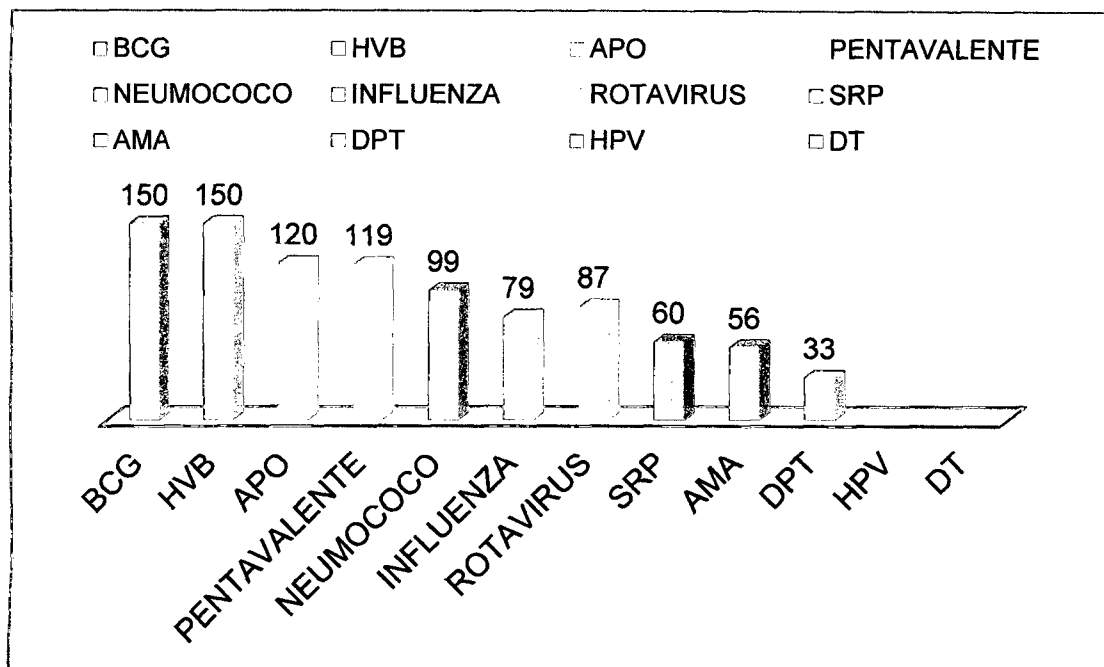 BCG HVB APO PENTAVALENTE
NEUMOCOCO INFLUENZA ROTAVIRUS SRP
AMA DPT HPV DT
150 150 120 119 99 79 87 60 56 33
BCG HVB APO PENTAVALENTE NEUMOCOCO INFLUENZA ROTAVIRUS SRP AMA DPT HPV DT